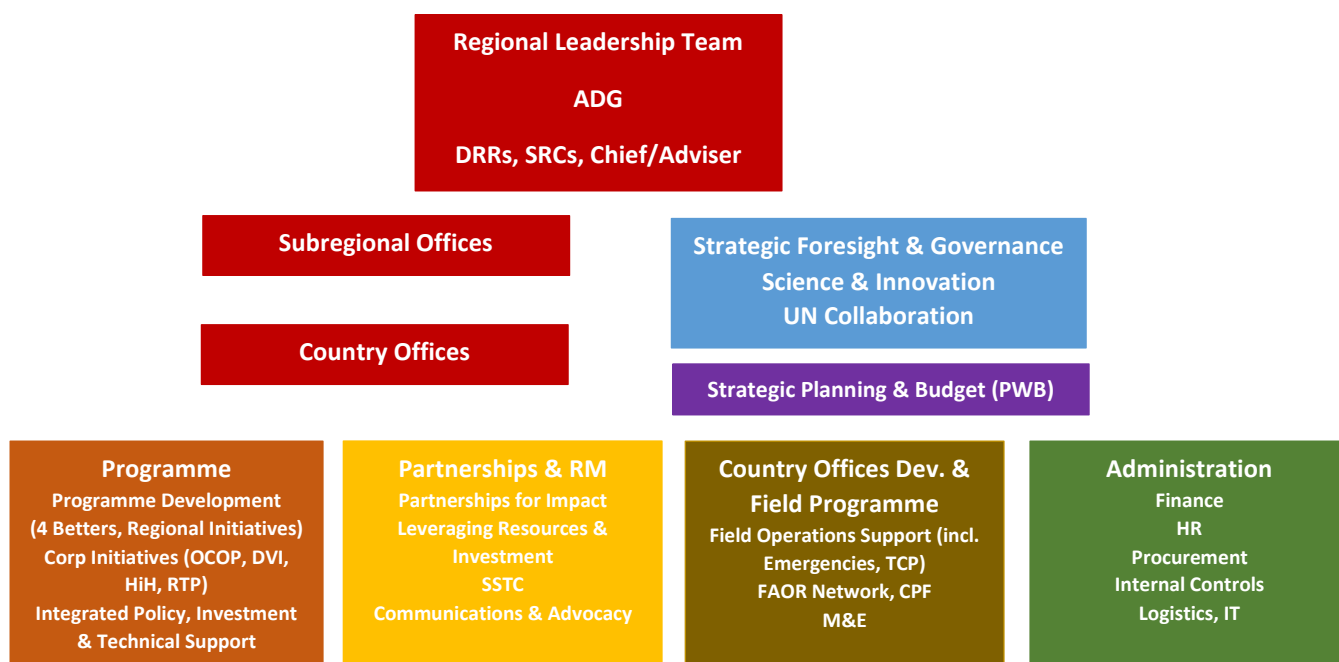 Regional Leadership Team
ADG
DRRs, SRCs, Chief/Adviser
Subregional Offices
Strategic Foresight & Governance
Science & Innovation
UN Collaboration
Country Offices
Strategic Planning & Budget (PWB)
Programme
Programme Development
(4 Betters, Regional Initiatives)
Corp Initiatives (OCOP, DVI,
HiH, RTP)
Integrated Policy, Investment
& Technical Support
Partnerships & RM
Partnerships for Impact
Leveraging Resources &
Investment
SSTC
Communications & Advocacy
Country Offices Dev. &
Field Programme
Field Operations Support (incl.
Emergencies, TCP)
FAOR Network, CPF
M&E
Administration
Finance
HR
Procurement
Internal Controls
Logistics, IT